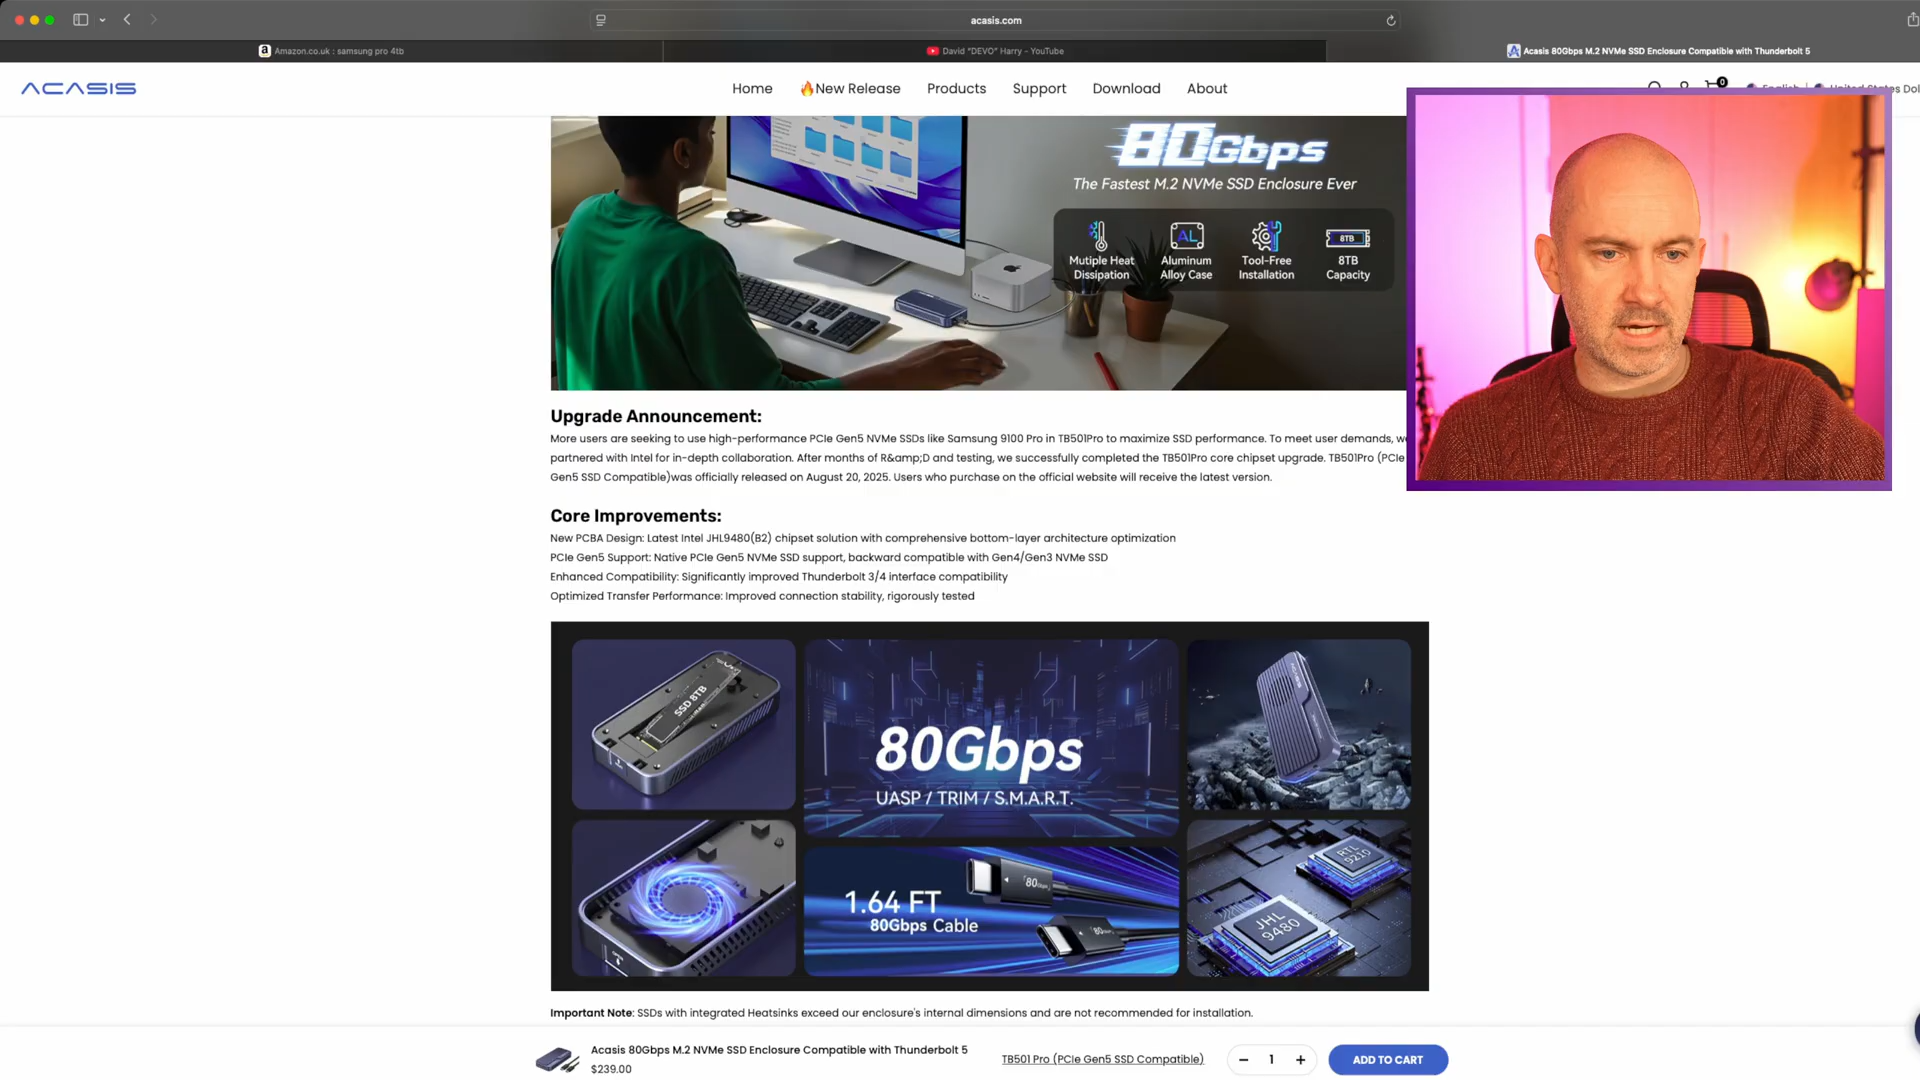 acasis.com
Amazon.co.uk : samsung pro 4tb
David "DEVO" Harry - YouTube
Acasis 80Gbps M.2 NVMe SSD Enclosure Compatible with Thunderbolt 5
ACASIS
Home
🔥New Release
Products
Support
Download
About
0
English
United States Dol
80Gbps
The Fastest M.2 NVMe SSD Enclosure Ever
AL
8TB
Mutiple Heat
Dissipation
Aluminum
Alloy Case
Tool-Free
Installation
8TB
Capacity
Upgrade Announcement:
More users are seeking to use high-performance PCIe Gen5 NVMe SSDs like Samsung 9100 Pro in TB501Pro to maximize SSD performance. To meet user demands, we
partnered with Intel for in-depth collaboration. After months of R&amp;D and testing, we successfully completed the TB501Pro core chipset upgrade. TB501Pro (PCIe
Gen5 SSD Compatible)was officially released on August 20, 2025. Users who purchase on the official website will receive the latest version.
Core Improvements:
New PCBA Design: Latest Intel JHL9480(B2) chipset solution with comprehensive bottom-layer architecture optimization
PCIe Gen5 Support: Native PCIe Gen5 NVMe SSD support, backward compatible with Gen4/Gen3 NVMe SSD
Enhanced Compatibility: Significantly improved Thunderbolt 3/4 interface compatibility
Optimized Transfer Performance: Improved connection stability, rigorously tested
SSD 8TB
80Gbps
UASP / TRIM / S.M.A.R.T.
ACASIS
1.64 FT
80Gbps Cable
80Gbps
80Gbps
RTL
9210
JHL
9480
Important Note: SSDs with integrated Heatsinks exceed our enclosure's internal dimensions and are not recommended for installation.
Acasis 80Gbps M.2 NVMe SSD Enclosure Compatible with Thunderbolt 5
$239.00
TB501 Pro (PCIe Gen5 SSD Compatible)
− 1 +
ADD TO CART